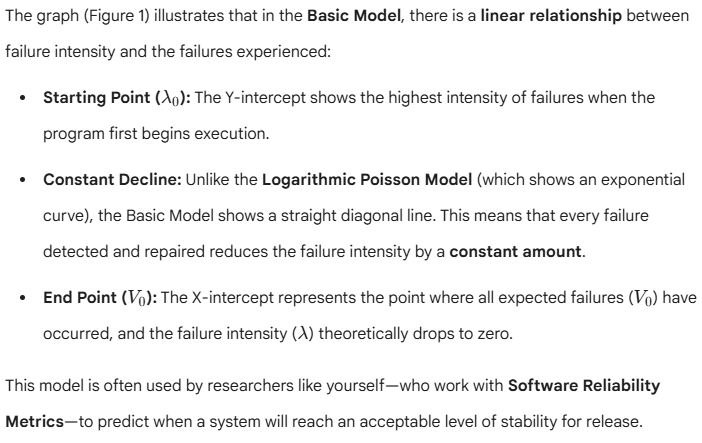 The graph (Figure 1) illustrates that in the Basic Model, there is a linear relationship between
failure intensity and the failures experienced:
• Starting Point (λ₀): The Y-intercept shows the highest intensity of failures when the
program first begins execution.
• Constant Decline: Unlike the Logarithmic Poisson Model (which shows an exponential
curve), the Basic Model shows a straight diagonal line. This means that every failure
detected and repaired reduces the failure intensity by a constant amount.
• End Point (V₀): The X-intercept represents the point where all expected failures (V₀) have
occurred, and the failure intensity (λ) theoretically drops to zero.
This model is often used by researchers like yourself—who work with Software Reliability
Metrics—to predict when a system will reach an acceptable level of stability for release.